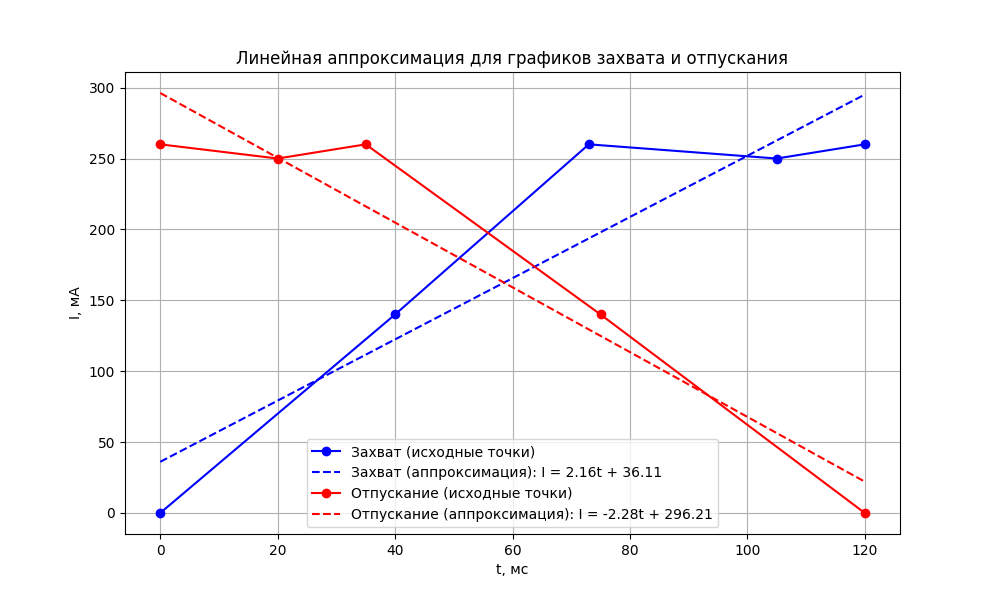 Линейная аппроксимация для графиков захвата и отпускания
I, мА
300
250
200
150
100
50
0
Захват (исходные точки)
Захват (аппроксимация): I = 2.16t + 36.11
Отпускание (исходные точки)
Отпускание (аппроксимация): I = -2.28t + 296.21
0 20 40 60 80 100 120
t, мс